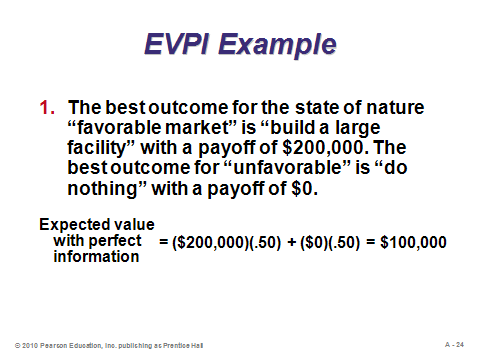 EVPI Example
1. The best outcome for the state of nature
“favorable market” is “build a large
facility” with a payoff of $200,000. The
best outcome for “unfavorable” is “do
nothing” with a payoff of $0.
Expected value
with perfect
information
= ($200,000)(.50) + ($0)(.50) = $100,000
© 2010 Pearson Education, Inc. publishing as Prentice Hall
A - 24